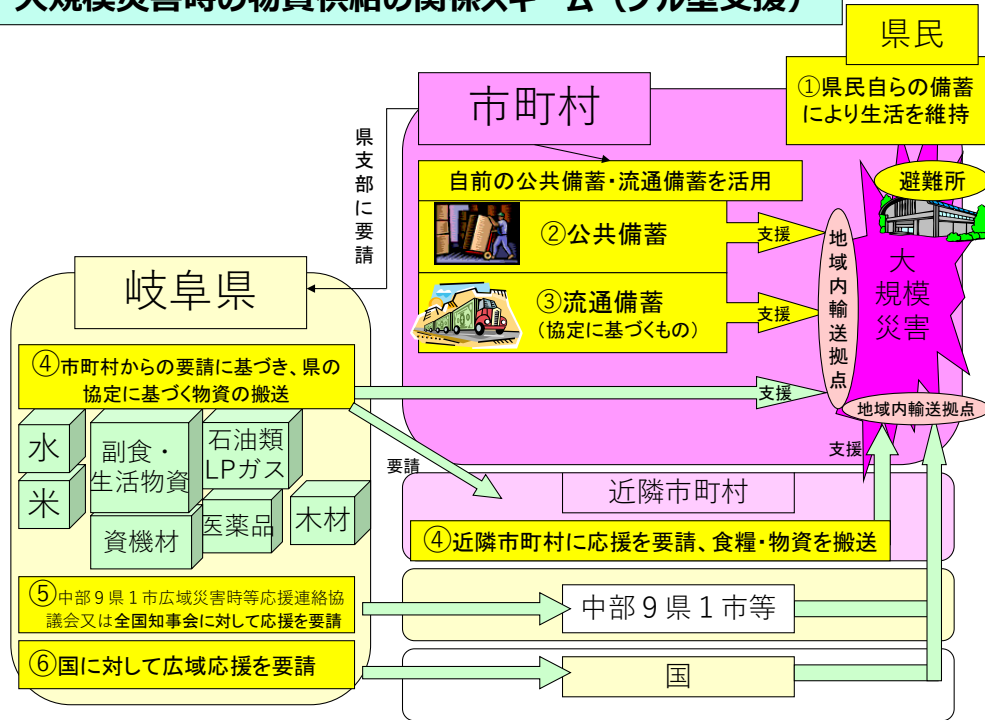 大規模災害時の物資供給の関係スキーム（プル型支援）
県民
①県民自らの備蓄
により生活を維持
市町村
県支部に要請
自前の公共備蓄・流通備蓄を活用
避難所
②公共備蓄
支援
③流通備蓄
（協定に基づくもの）
支援
地域内輸送拠点
大
規模
災害
岐阜県
④市町村からの要請に基づき、県の
協定に基づく物資の搬送
支援
地域内輸送拠点
水
米
副食・
生活物資
石油類
LPガス
資機材
医薬品
木材
要請
支援
近隣市町村
④近隣市町村に応援を要請、食糧・物資を搬送
⑤中部９県１市広域災害時等応援連絡協
議会又は全国知事会に対して応援を要請
中部９県１市等
⑥国に対して広域応援を要請
国